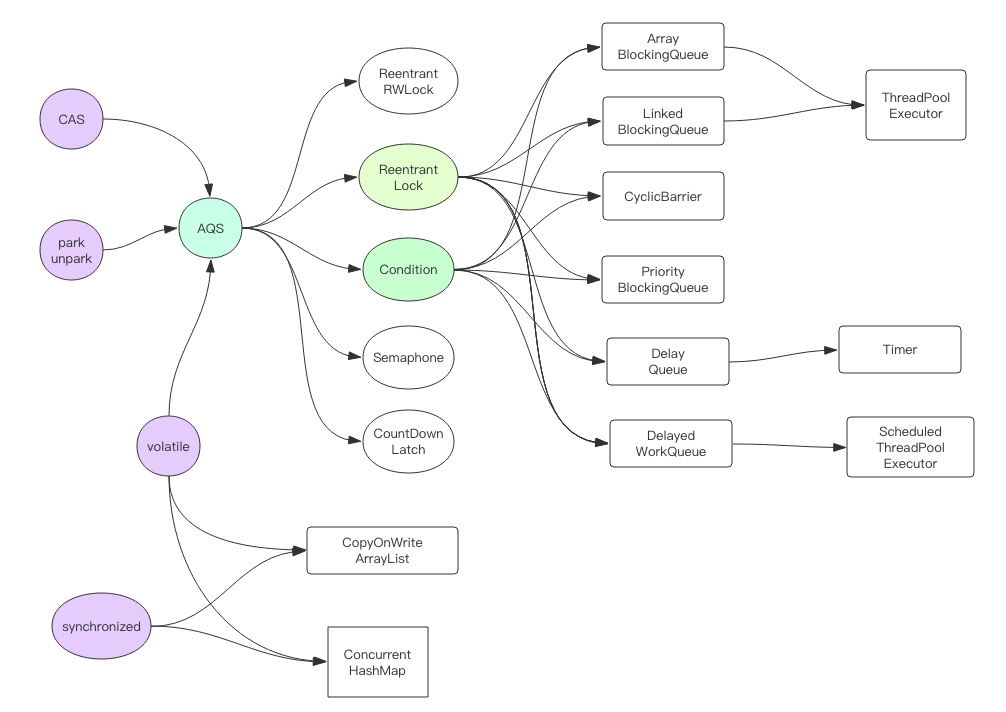 CAS
park
unpark
AQS
volatile
synchronized
Reentrant
RWLock
Reentrant
Lock
Condition
Semaphone
CountDown
Latch
CopyOnWrite
ArrayList
Concurrent
HashMap
Array
BlockingQueue
Linked
BlockingQueue
CyclicBarrier
Priority
BlockingQueue
Delay
Queue
Delayed
WorkQueue
ThreadPool
Executor
Timer
Scheduled
ThreadPool
Executor